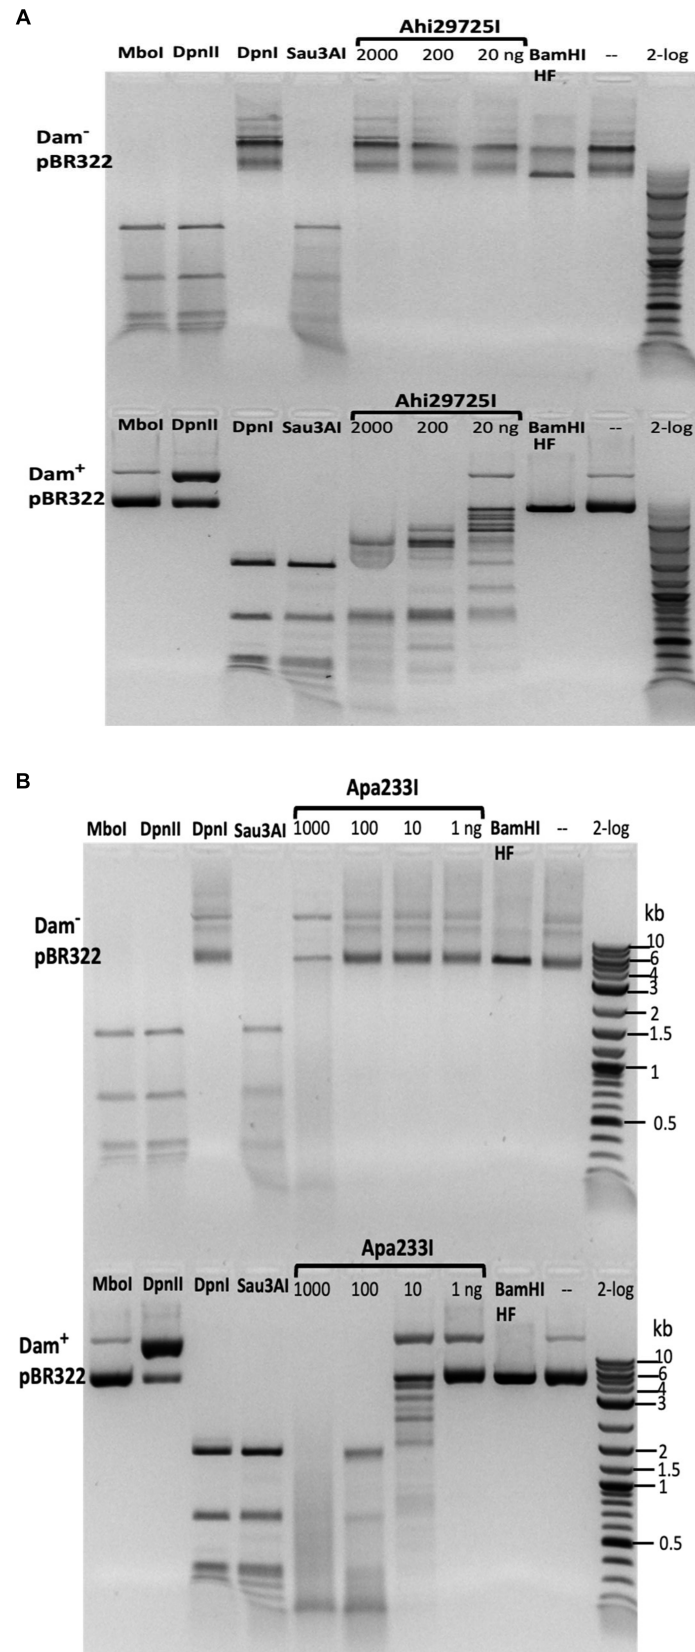 A
Ahi29725I
MboI DpnII DpnI Sau3AI 2000 200 20 ng BamHI HF -- 2-log
Dam-
pBR322
Ahi29725I
MboI DpnII DpnI Sau3AI 2000 200 20 ng BamHI HF -- 2-log
Dam+
pBR322
B
Apa233I
MboI DpnII DpnI Sau3AI 1000 100 10 1 ng BamHI HF -- 2-log
kb
Dam-
pBR322
10
6
4
3
2
1.5
1
0.5
Apa233I
MboI DpnII DpnI Sau3AI 1000 100 10 1 ng BamHI HF -- 2-log
kb
Dam+
pBR322
10
6
4
3
2
1.5
1
0.5